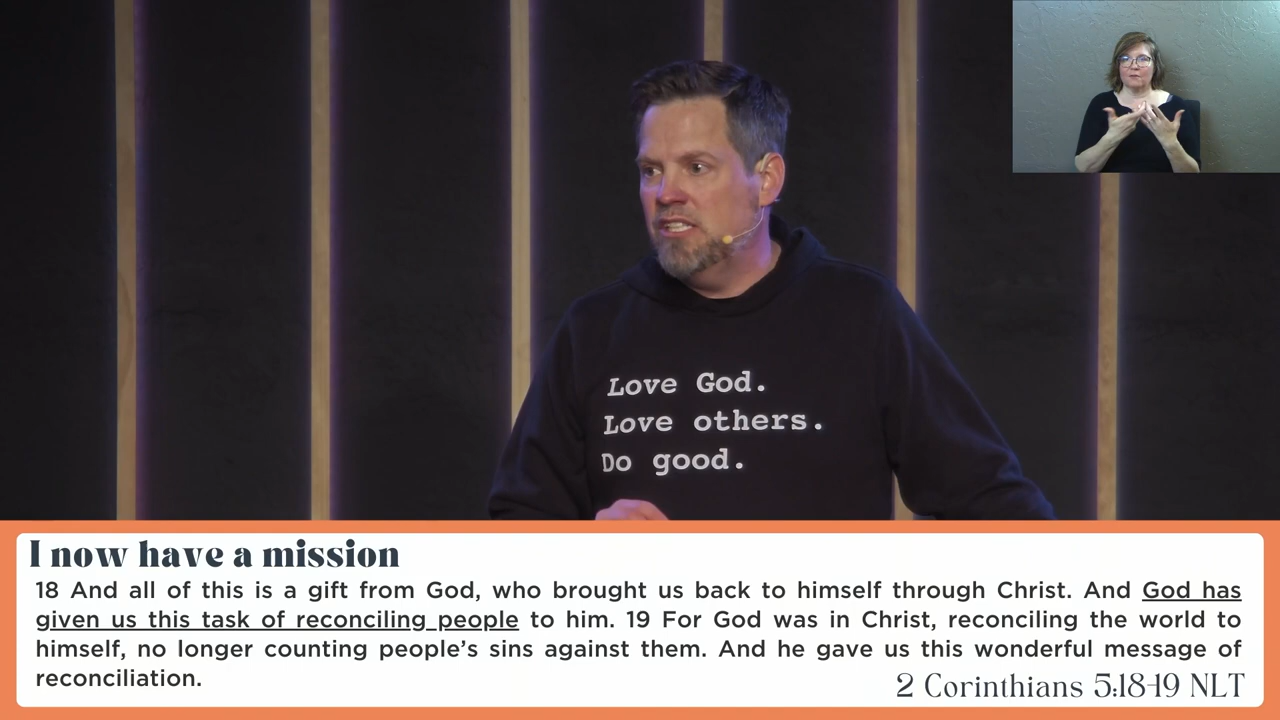 Love God.
Love others.
Do good.
I now have a mission
18 And all of this is a gift from God, who brought us back to himself through Christ. And God has
given us this task of reconciling people to him. 19 For God was in Christ, reconciling the world to
himself, no longer counting people’s sins against them. And he gave us this wonderful message of
reconciliation.
2 Corinthians 5:18-19 NLT